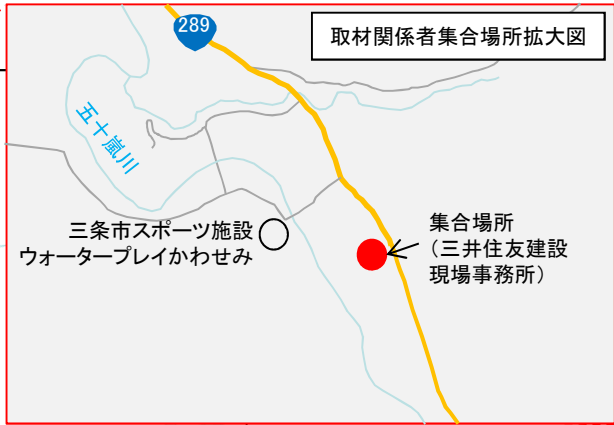 取材関係者集合場所拡大図
289
五十嵐川
三条市スポーツ施設
ウォータープレイかわせみ
集合場所
（三井住友建設
現場事務所）